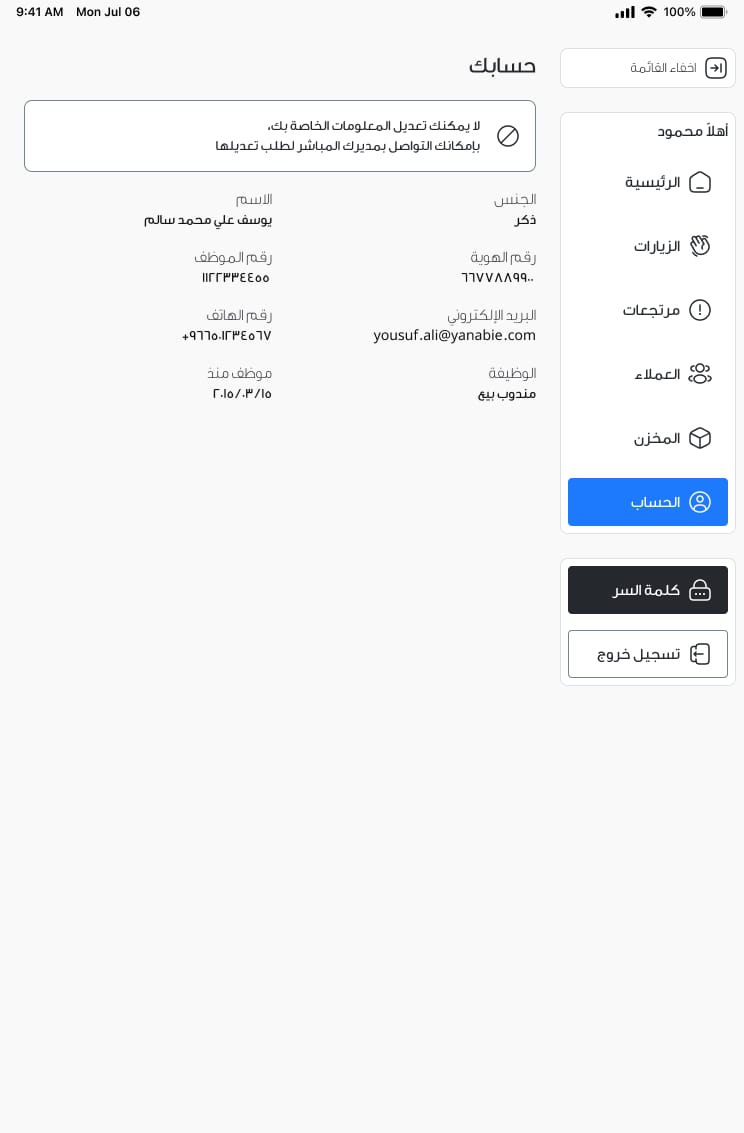 9:41 AM Mon Jul 06
100%
اخفاء القائمة
أهلاً محمود
الرئيسية
الزيارات
مرتجعات
العملاء
المخزن
الحساب
كلمة السر
تسجيل خروج
حسابك
لا يمكنك تعديل المعلومات الخاصة بك،
بإمكانك التواصل بمديرك المباشر لطلب تعديلها
الجنس
ذكر
الاسم
يوسف علي محمد سالم
رقم الهوية
٦٦٧٧٨٨٩٩٠٠
رقم الموظف
١١٢٢٣٣٤٤٥٥
البريد الإلكتروني
yousuf.ali@yanabie.com
رقم الهاتف
+٩٦٦٥٠١٢٣٤٥٦٧
الوظيفة
مندوب بيع
موظف منذ
٢٠١٥/٠٣/١٥